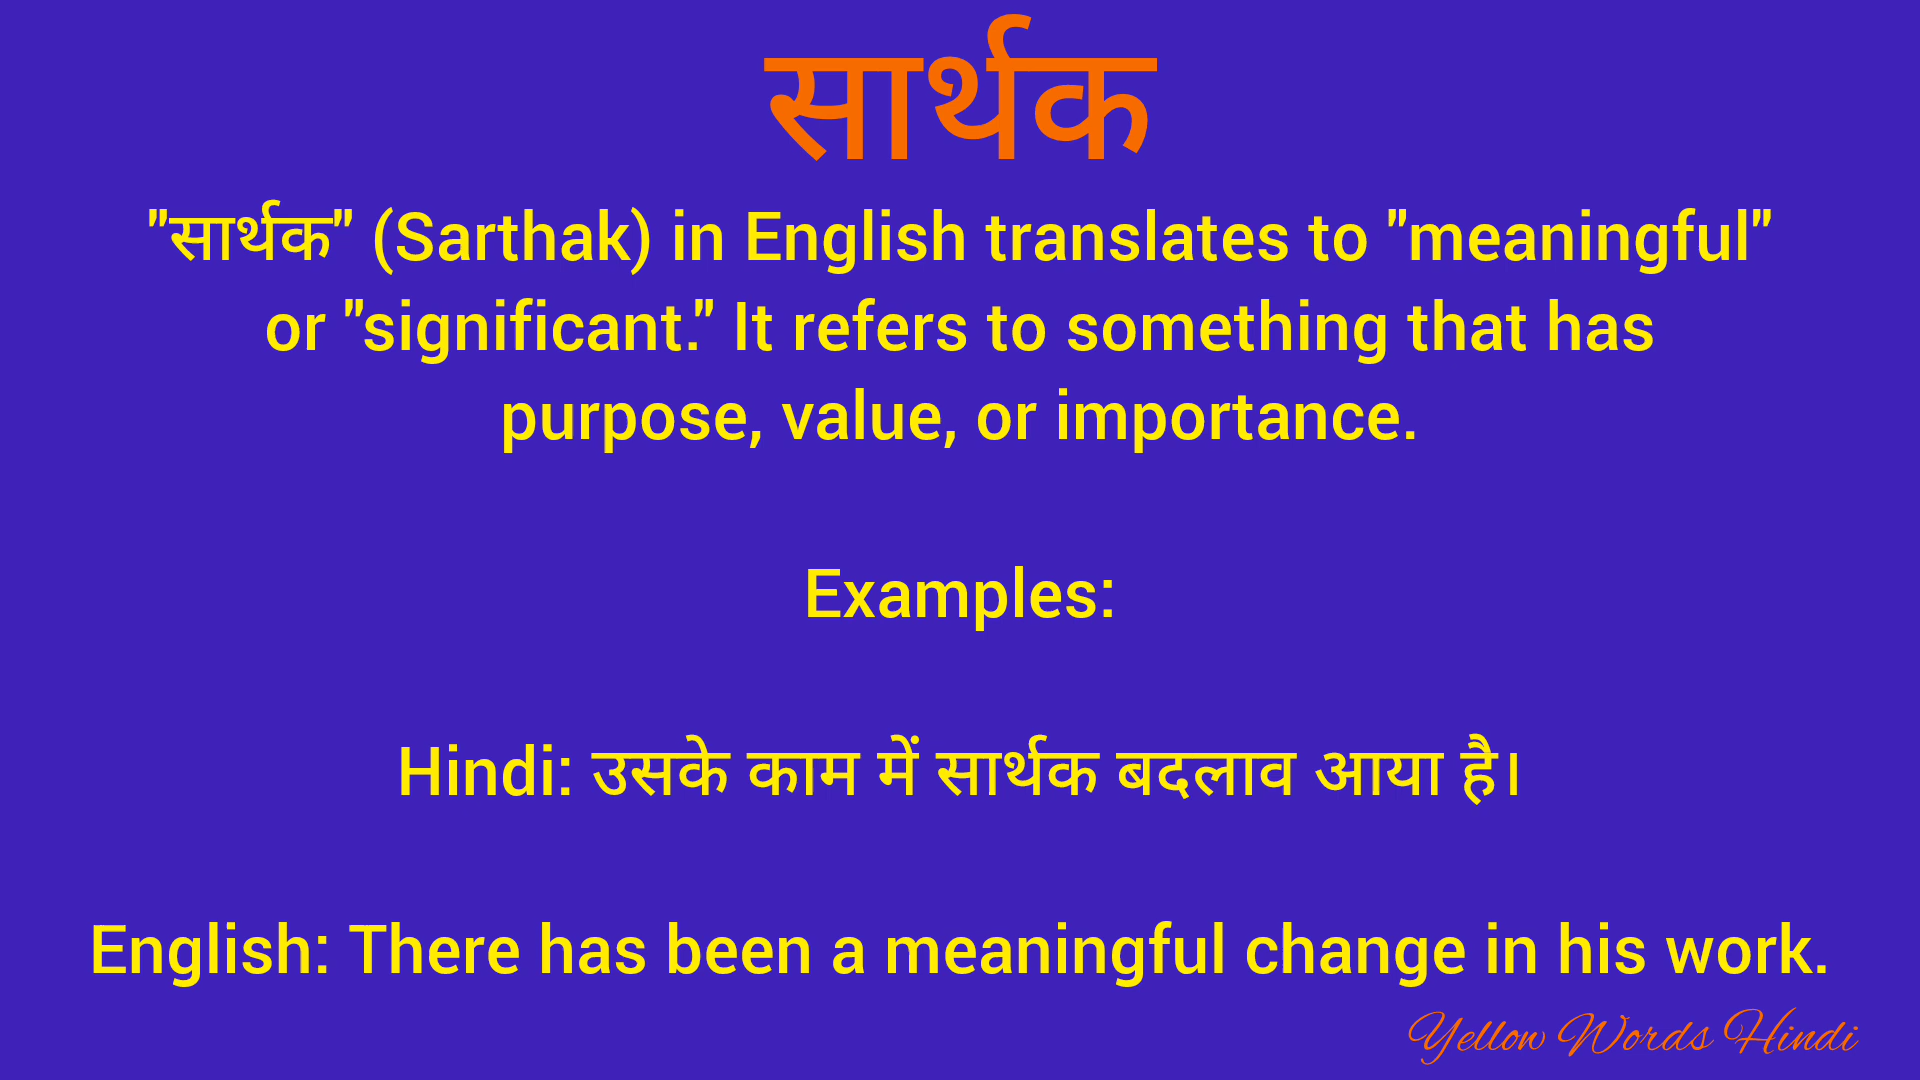 सार्थक
"सार्थक" (Sarthak) in English translates to "meaningful"
or "significant." It refers to something that has
purpose, value, or importance.
Examples:
Hindi: उसके काम में सार्थक बदलाव आया है।
English: There has been a meaningful change in his work.
Yellow Words Hindi